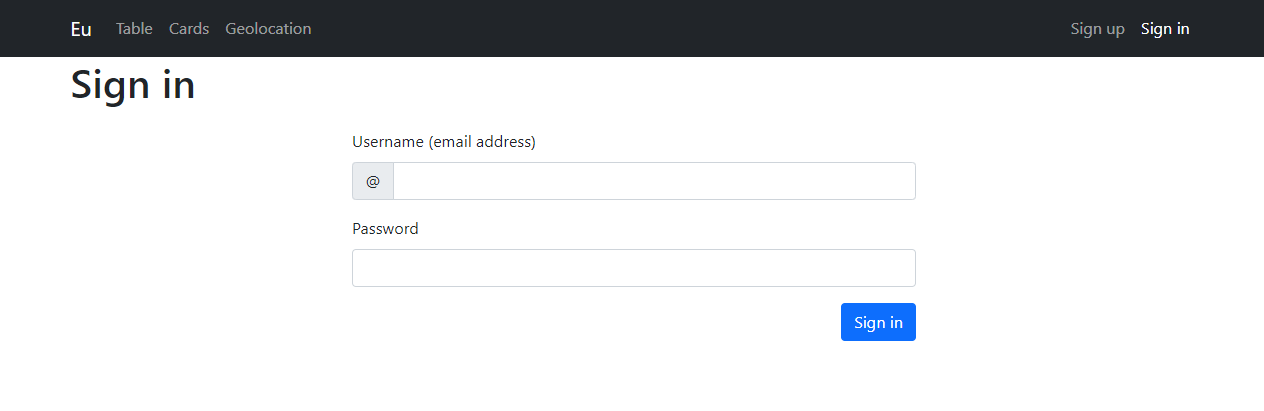 Eu Table Cards Geolocation Sign up Sign in
Sign in
Username (email address)
@
Password
Sign in